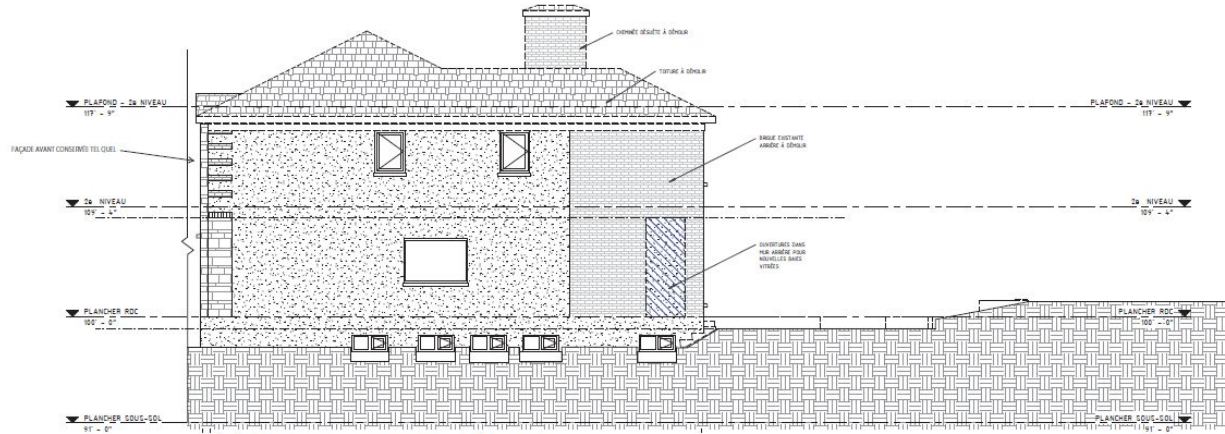 CHEMINÉE DÉSUÈTE À DÉMOLIR
TOITURE À DÉMOLIR
PLAFOND - 2e NIVEAU
117' - 9"
PLAFOND - 2e NIVEAU
117' - 9"
FAÇADE AVANT CONSERVÉE TEL QUEL
BRIQUE EXISTANTE
ARRIÈRE À DÉMOLIR
2e NIVEAU
109' - 4"
2e NIVEAU
109' - 4"
OUVERTURES DANS
MUR ARRIÈRE POUR
NOUVELLES BAIES
VITRÉES
PLANCHER RDC
100' - 0"
PLANCHER RDC
100' - 0"
PLANCHER SOUS-SOL
91' - 0"
PLANCHER SOUS-SOL
91' - 0"